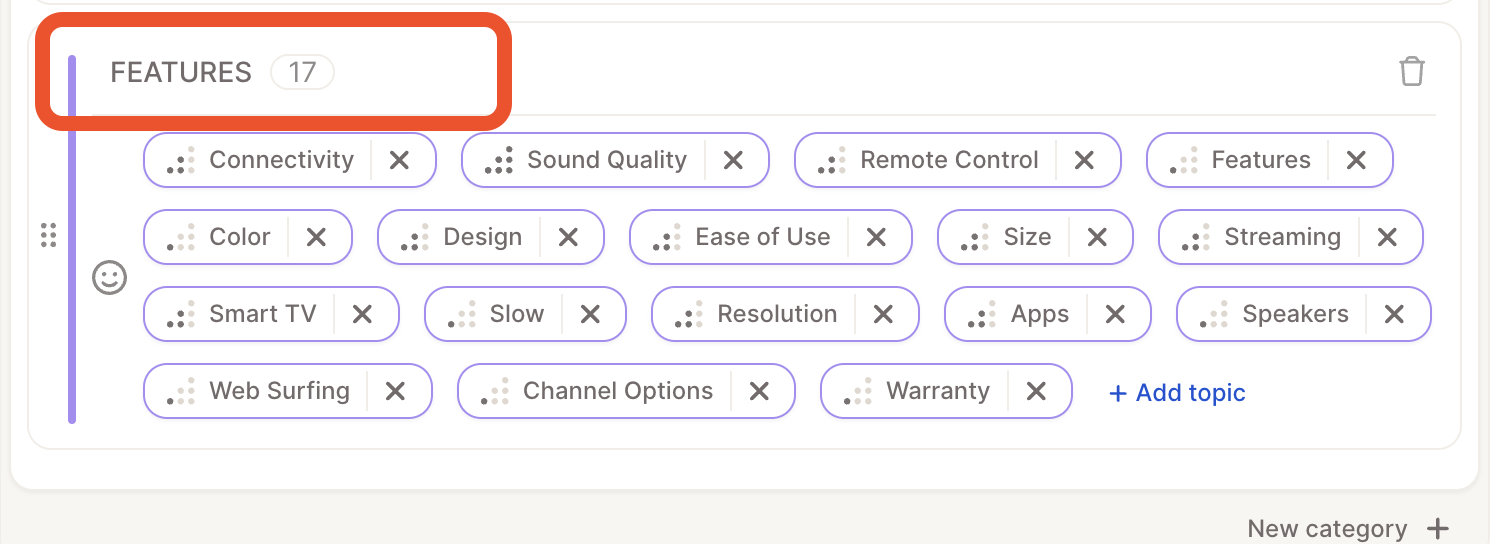 FEATURES 17
Connectivity Sound Quality Remote Control Features
Color Design Ease of Use Size Streaming
Smart TV Slow Resolution Apps Speakers
Web Surfing Channel Options Warranty + Add topic
New category +